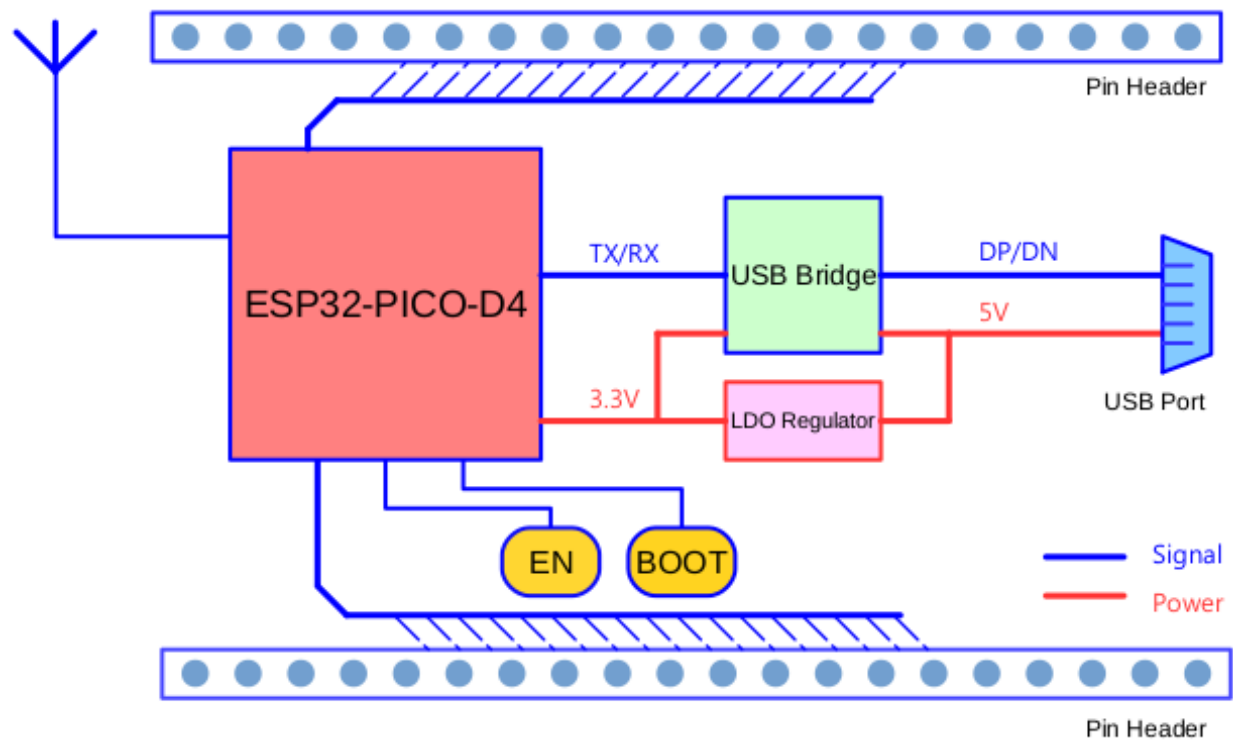 Pin Header
TX/RX
DP/DN
USB Bridge
ESP32-PICO-D4
5V
3.3V
USB Port
LDO Regulator
EN
BOOT
Signal
Power
Pin Header